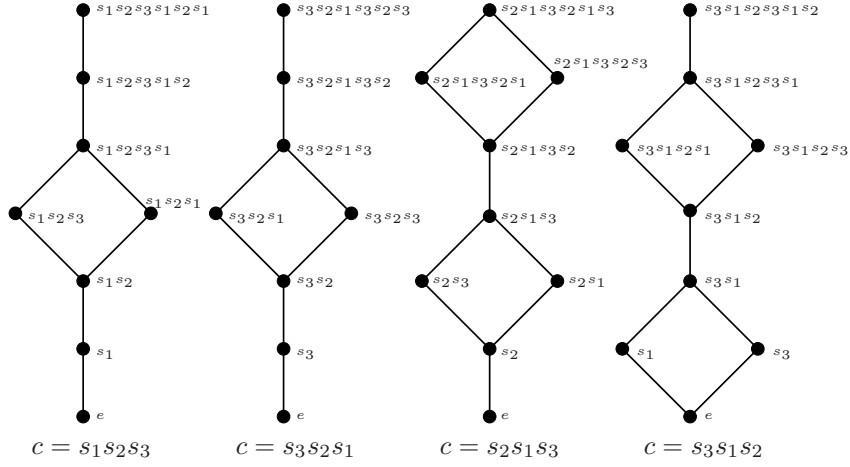 s₁s₂s₃s₁s₂s₁
s₁s₂s₃s₁s₂
s₁s₂s₃s₁
s₁s₂s₃
s₁s₂s₁
s₁s₂
s₁
e
c = s₁s₂s₃
s₃s₂s₁s₃s₂s₃
s₃s₂s₁s₃s₂
s₃s₂s₁s₃
s₃s₂s₁
s₃s₂s₃
s₃s₂
s₃
e
c = s₃s₂s₁
s₂s₁s₃s₂s₁s₃
s₂s₁s₃s₂s₁
s₂s₁s₃s₂s₃
s₂s₁s₃s₂
s₂s₁s₃
s₂s₃
s₂s₁
s₂
e
c = s₂s₁s₃
s₃s₁s₂s₃s₁s₂
s₃s₁s₂s₃s₁
s₃s₁s₂s₁
s₃s₁s₂s₃
s₃s₁s₂
s₃s₁
s₁
s₃
e
c = s₃s₁s₂